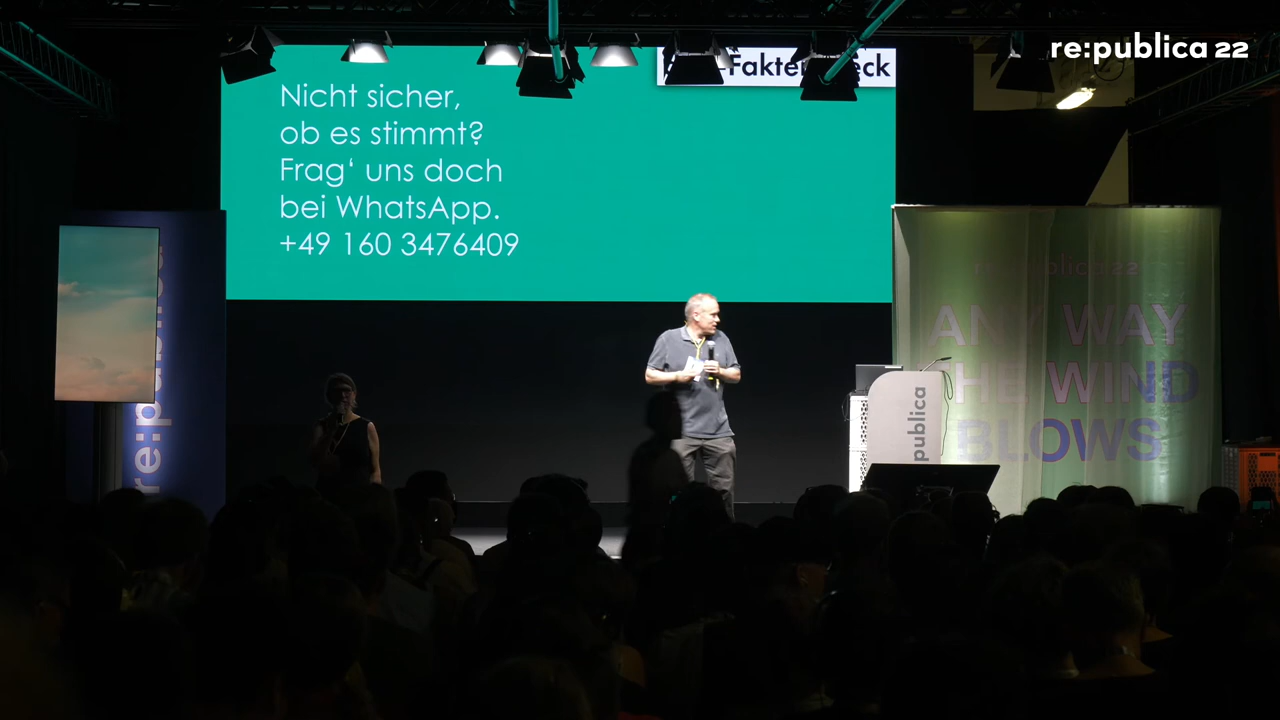 re:publica 22
Nicht sicher,
ob es stimmt?
Frag‘ uns doch
bei WhatsApp.
+49 160 3476409
re:publica 22
ANY WAY
THE WIND
BLOWS
publica